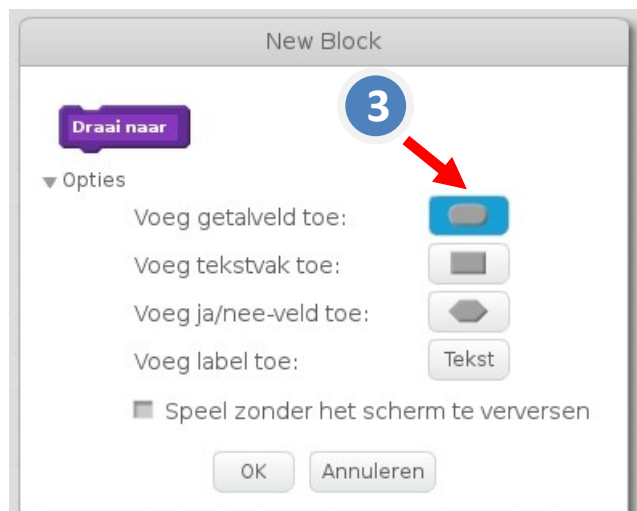 New Block
3
Draai naar
Opties
Voeg getalveld toe:
Voeg tekstvak toe:
Voeg ja/nee-veld toe:
Voeg label toe: Tekst
Speel zonder het scherm te verversen
OK Annuleren